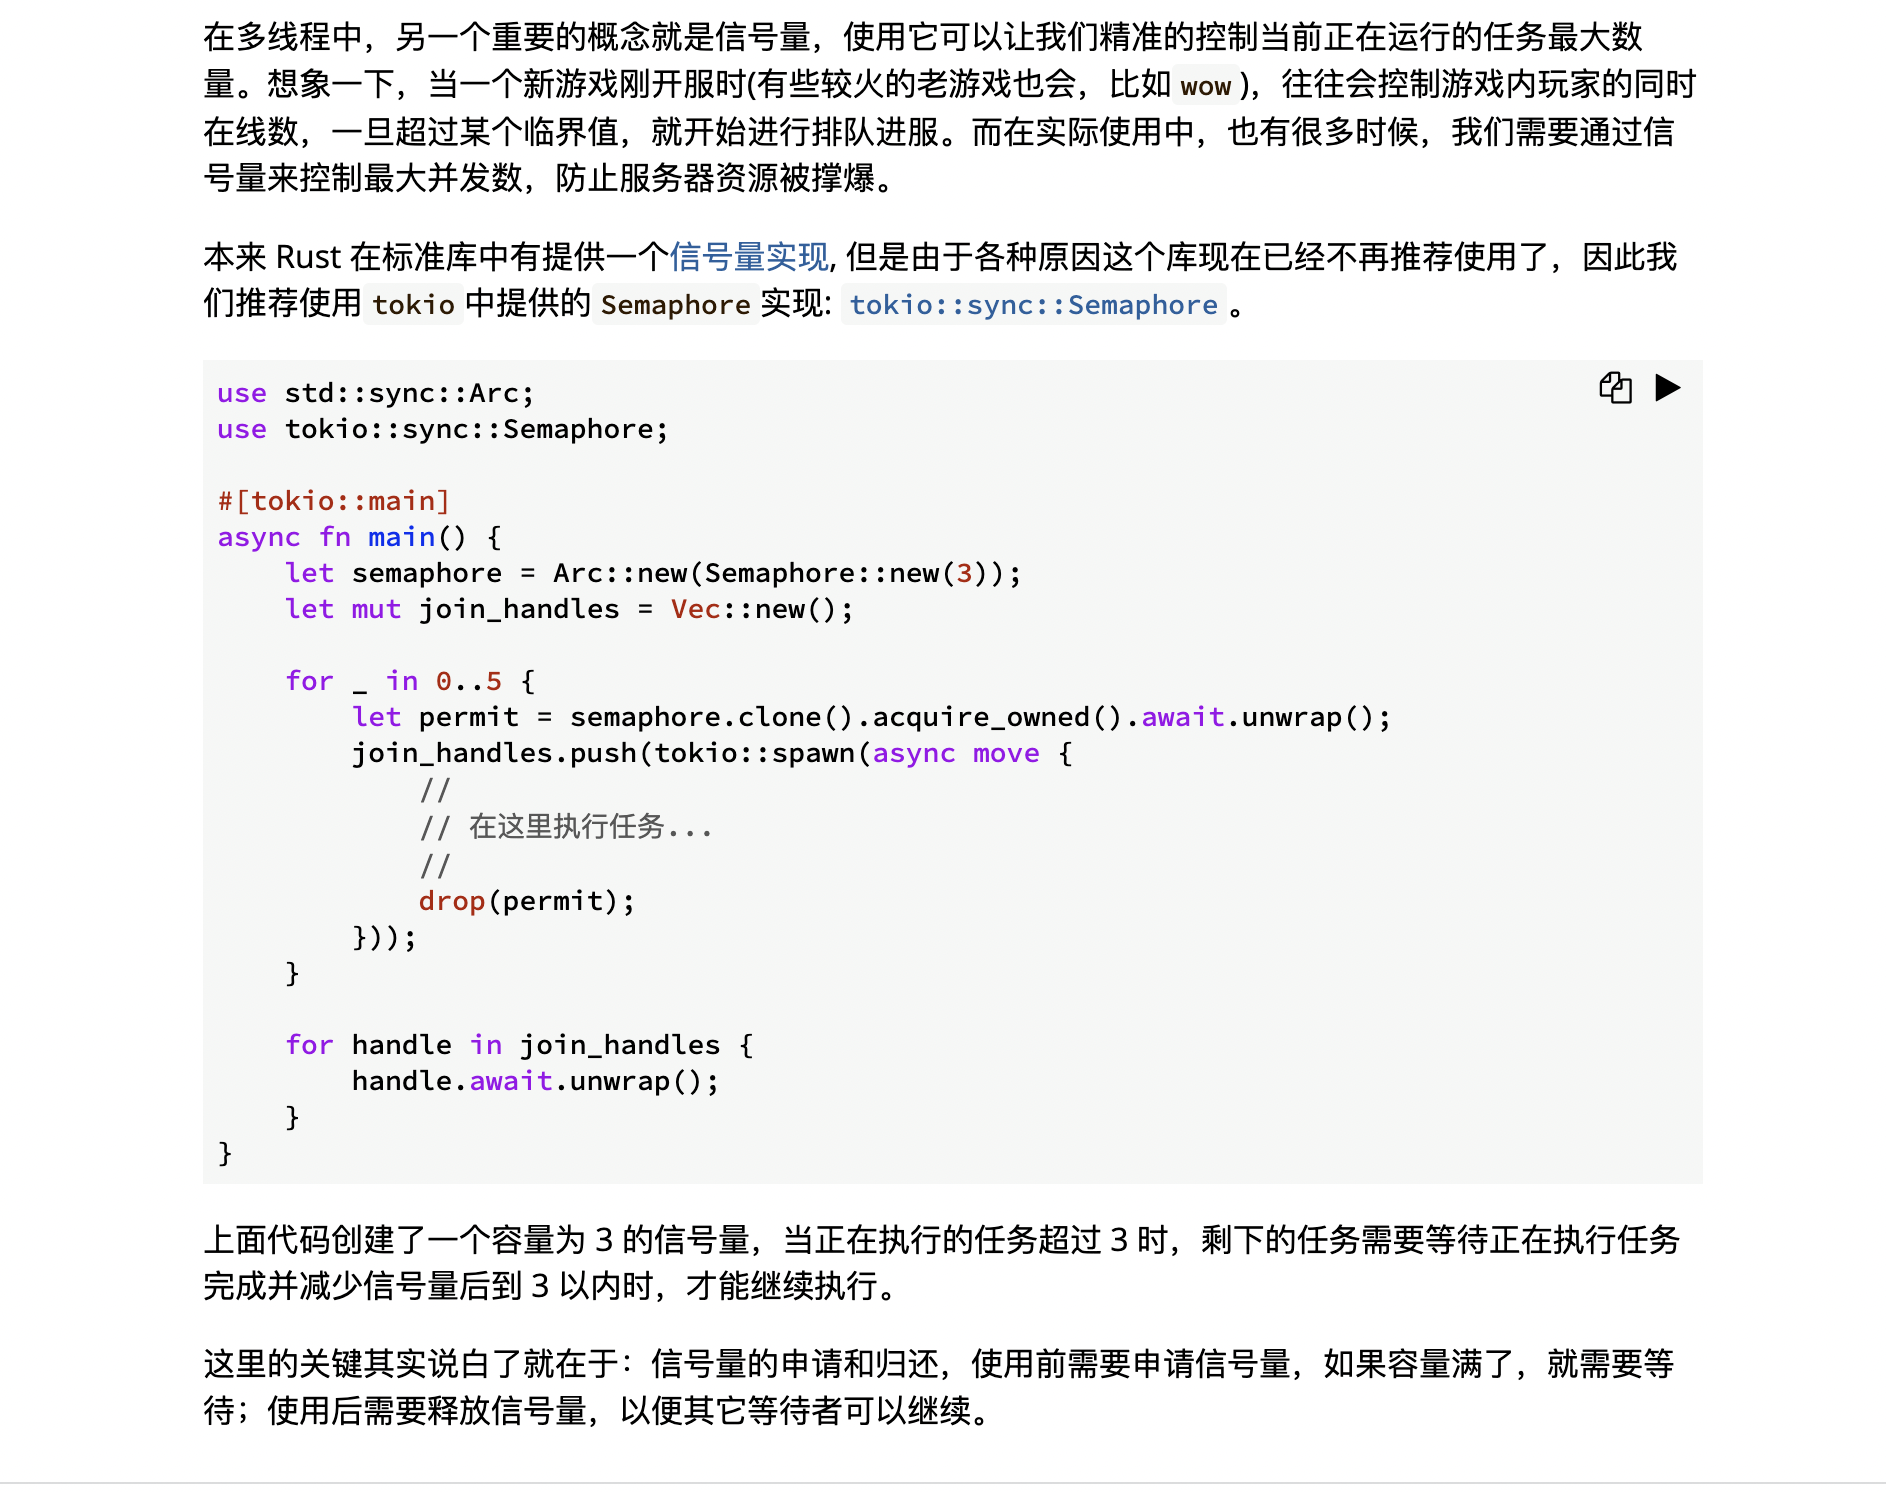 在多线程中，另一个重要的概念就是信号量，使用它可以让我们精准的控制当前正在运行的任务最大数
量。想象一下，当一个新游戏刚开服时(有些较火的老游戏也会，比如 wow )，往往会控制游戏内玩家的同时
在线数，一旦超过某个临界值，就开始进行排队进服。而在实际使用中，也有很多时候，我们需要通过信
号量来控制最大并发数，防止服务器资源被撑爆。
本来 Rust 在标准库中有提供一个信号量实现, 但是由于各种原因这个库现在已经不再推荐使用了，因此我
们推荐使用 tokio 中提供的 Semaphore 实现: tokio::sync::Semaphore 。
use std::sync::Arc;
use tokio::sync::Semaphore;
#[tokio::main]
async fn main() {
    let semaphore = Arc::new(Semaphore::new(3));
    let mut join_handles = Vec::new();
    for _ in 0..5 {
        let permit = semaphore.clone().acquire_owned().await.unwrap();
        join_handles.push(tokio::spawn(async move {
            //
            // 在这里执行任务...
            //
            drop(permit);
        }));
    }
    for handle in join_handles {
        handle.await.unwrap();
    }
}
上面代码创建了一个容量为 3 的信号量，当正在执行的任务超过 3 时，剩下的任务需要等待正在执行任务
完成并减少信号量后到 3 以内时，才能继续执行。
这里的关键其实说白了就在于：信号量的申请和归还，使用前需要申请信号量，如果容量满了，就需要等
待；使用后需要释放信号量，以便其它等待者可以继续。